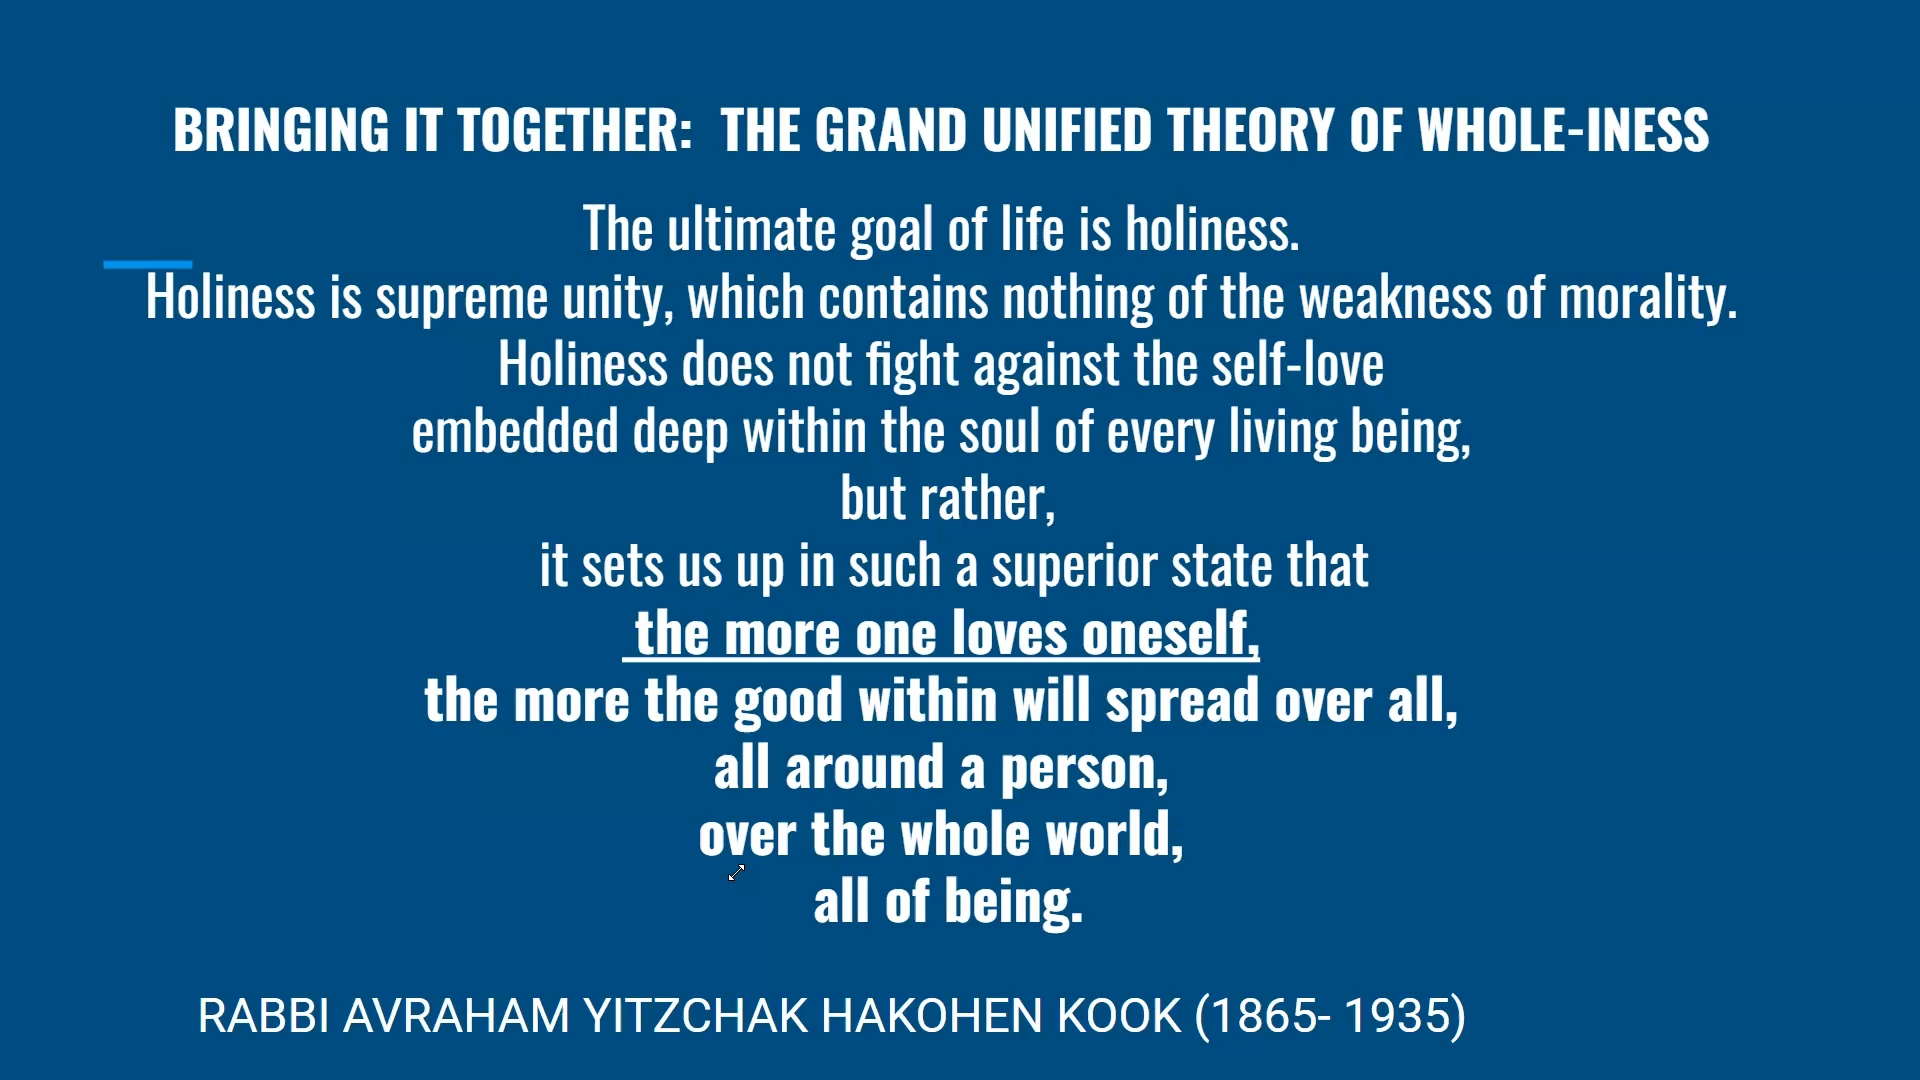 BRINGING IT TOGETHER:  THE GRAND UNIFIED THEORY OF WHOLE-INESS
The ultimate goal of life is holiness.
Holiness is supreme unity, which contains nothing of the weakness of morality.
Holiness does not fight against the self-love
embedded deep within the soul of every living being,
but rather,
it sets us up in such a superior state that
the more one loves oneself,
the more the good within will spread over all,
all around a person,
over the whole world,
all of being.
RABBI AVRAHAM YITZCHAK HAKOHEN KOOK (1865- 1935)